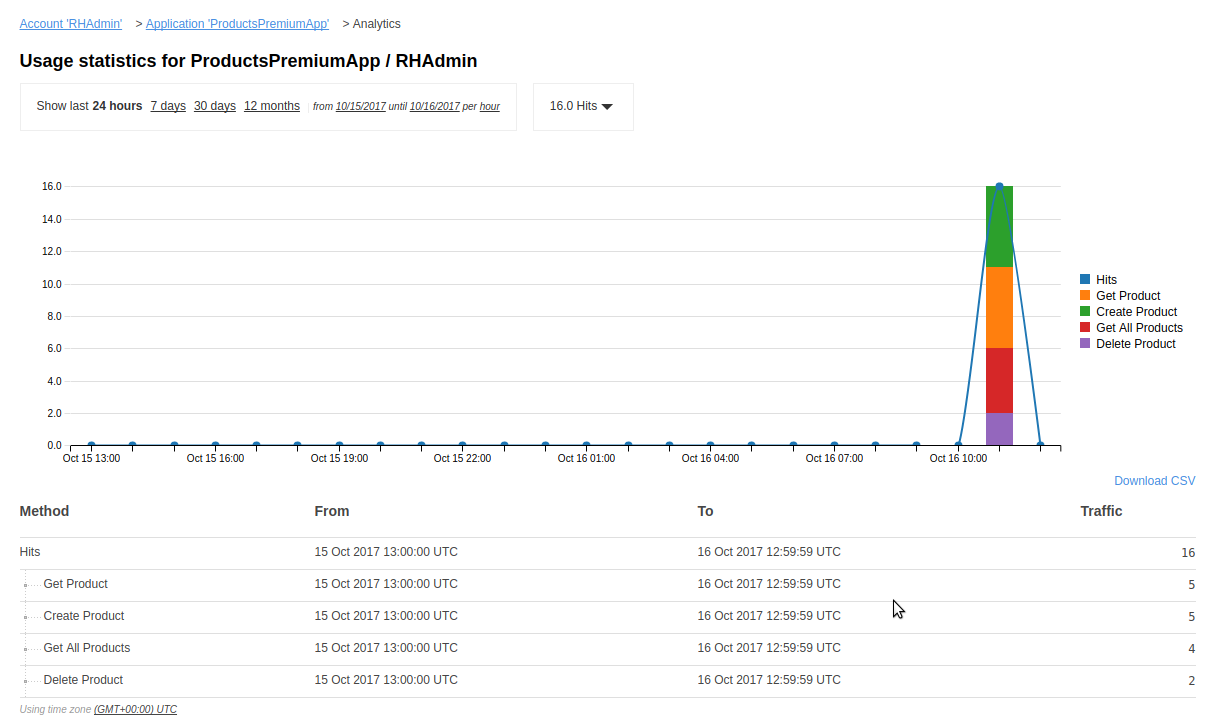 Account 'RHAdmin' > Application 'ProductsPremiumApp' > Analytics
Usage statistics for ProductsPremiumApp / RHAdmin
Show last 24 hours 7 days 30 days 12 months from 10/15/2017 until 10/16/2017 per hour
16.0 Hits
16.0
14.0
12.0
10.0
8.0
6.0
4.0
2.0
0.0
Oct 15 13:00 Oct 15 16:00 Oct 15 19:00 Oct 15 22:00 Oct 16 01:00 Oct 16 04:00 Oct 16 07:00 Oct 16 10:00
Hits
Get Product
Create Product
Get All Products
Delete Product
Download CSV
Method From To Traffic
Hits 15 Oct 2017 13:00:00 UTC 16 Oct 2017 12:59:59 UTC 16
Get Product 15 Oct 2017 13:00:00 UTC 16 Oct 2017 12:59:59 UTC 5
Create Product 15 Oct 2017 13:00:00 UTC 16 Oct 2017 12:59:59 UTC 5
Get All Products 15 Oct 2017 13:00:00 UTC 16 Oct 2017 12:59:59 UTC 4
Delete Product 15 Oct 2017 13:00:00 UTC 16 Oct 2017 12:59:59 UTC 2
Using time zone (GMT+00:00) UTC